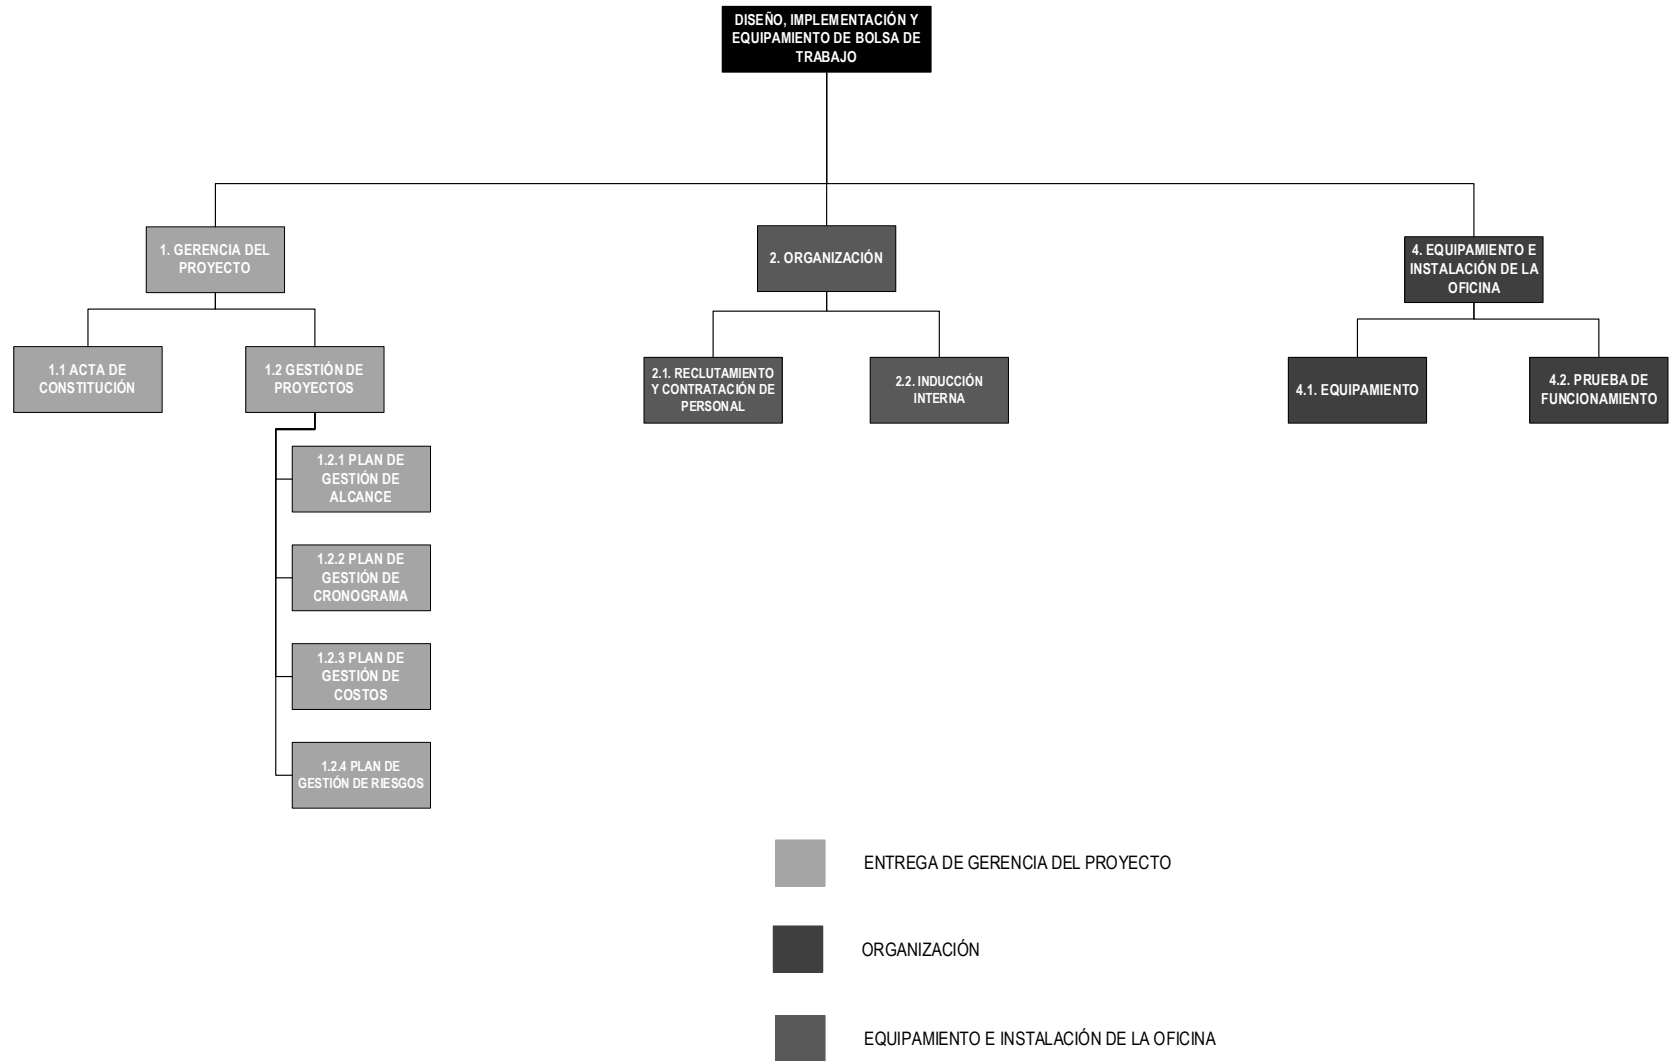 DISEÑO, IMPLEMENTACIÓN Y
EQUIPAMIENTO DE BOLSA DE
TRABAJO
1. GERENCIA DEL
PROYECTO
2. ORGANIZACIÓN
4. EQUIPAMIENTO E
INSTALACIÓN DE LA
OFICINA
1.1 ACTA DE
CONSTITUCIÓN
1.2 GESTIÓN DE
PROYECTOS
2.1. RECLUTAMIENTO
Y CONTRATACIÓN DE
PERSONAL
2.2. INDUCCIÓN
INTERNA
4.1. EQUIPAMIENTO
4.2. PRUEBA DE
FUNCIONAMIENTO
1.2.1 PLAN DE
GESTIÓN DE
ALCANCE
1.2.2 PLAN DE
GESTIÓN DE
CRONOGRAMA
1.2.3 PLAN DE
GESTIÓN DE
COSTOS
1.2.4 PLAN DE
GESTIÓN DE RIESGOS
ENTREGA DE GERENCIA DEL PROYECTO
ORGANIZACIÓN
EQUIPAMIENTO E INSTALACIÓN DE LA OFICINA